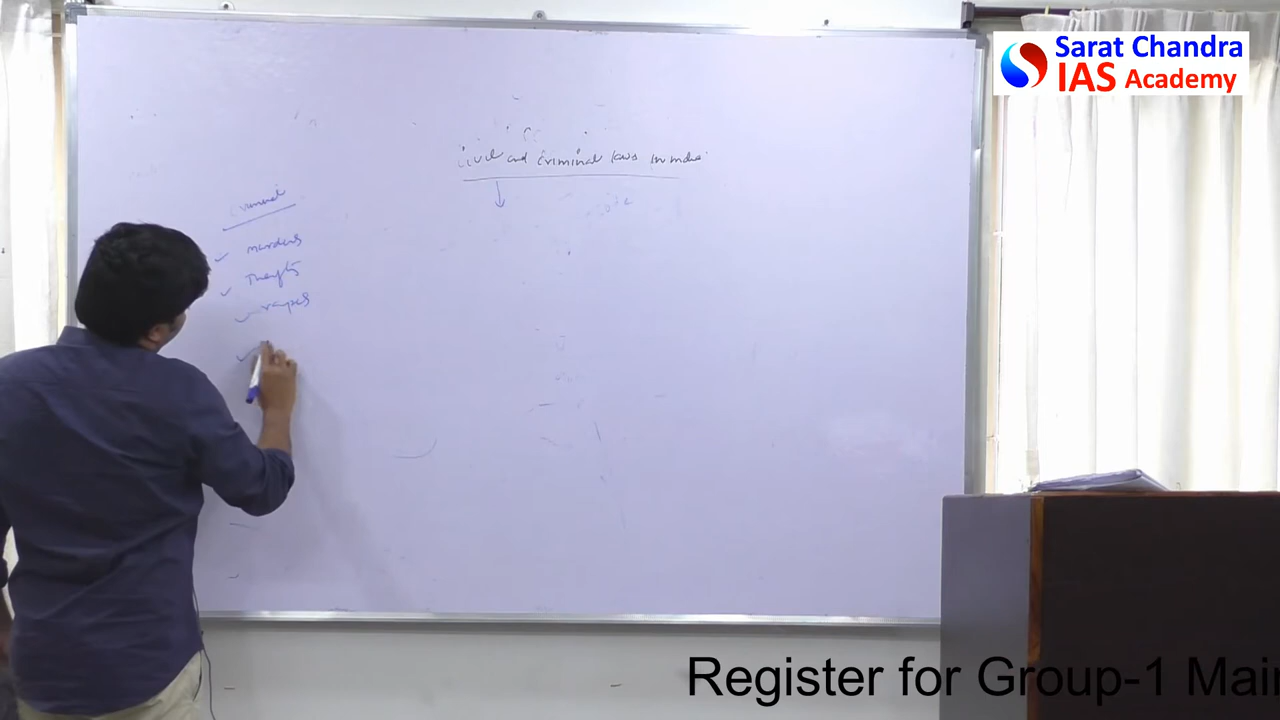 Sarat Chandra
IAS Academy
Civil and Criminal laws in India
Criminal
murders
Thefts
rapes
Register for Group-1 Mai